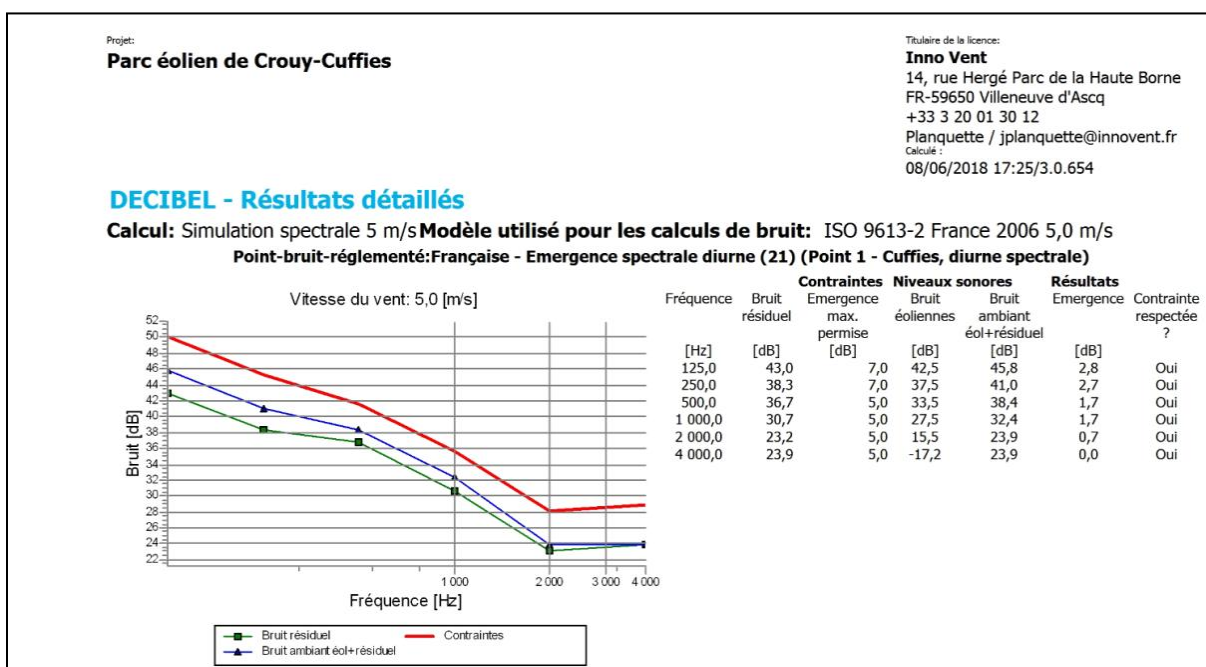 Projet:
Parc éolien de Crouy-Cuffies
Titulaire de la licence:
Inno Vent
14, rue Hergé Parc de la Haute Borne
FR-59650 Villeneuve d'Ascq
+33 3 20 01 30 12
Planquette / jplanquette@innovent.fr
Calculé :
08/06/2018 17:25/3.0.654
DECIBEL - Résultats détaillés
Calcul: Simulation spectrale 5 m/s Modèle utilisé pour les calculs de bruit: ISO 9613-2 France 2006 5,0 m/s
Point-bruit-réglementé:Française - Emergence spectrale diurne (21) (Point 1 - Cuffies, diurne spectrale)
Vitesse du vent: 5,0 [m/s]
52
50
48
46
44
42
40
38
36
34
32
30
28
26
24
22
Bruit [dB]
1 000 2 000 3 000 4 000
Fréquence [Hz]
Bruit résiduel Contraintes
Bruit ambiant éol+résiduel
Contraintes Niveaux sonores Résultats
Fréquence Bruit Emergence Bruit Bruit Emergence Contrainte
résiduel max. éoliennes ambiant respectée
permise éol+résiduel ?
[Hz] [dB] [dB] [dB] [dB] [dB]
125,0 43,0 7,0 42,5 45,8 2,8 Oui
250,0 38,3 7,0 37,5 41,0 2,7 Oui
500,0 36,7 5,0 33,5 38,4 1,7 Oui
1 000,0 30,7 5,0 27,5 32,4 1,7 Oui
2 000,0 23,2 5,0 15,5 23,9 0,7 Oui
4 000,0 23,9 5,0 -17,2 23,9 0,0 Oui